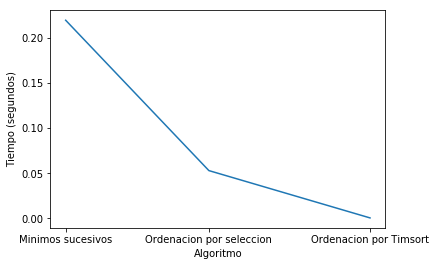 0.20
0.15
0.10
0.05
0.00
Tiempo (segundos)
Minimos sucesivos
Ordenacion por seleccion
Ordenacion por Timsort
Algoritmo